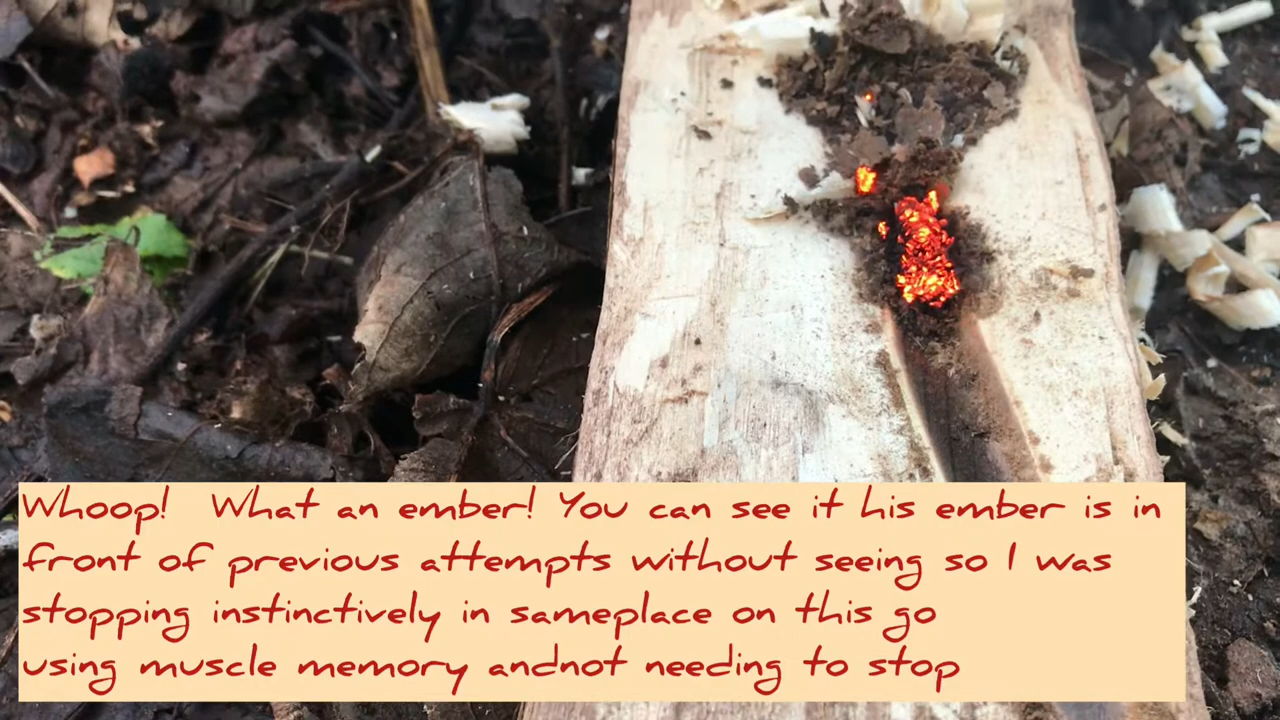 Whoop! What an ember! You can see it his ember is in
front of previous attempts without seeing so I was
stopping instinctively in sameplace on this go
using muscle memory andnot needing to stop